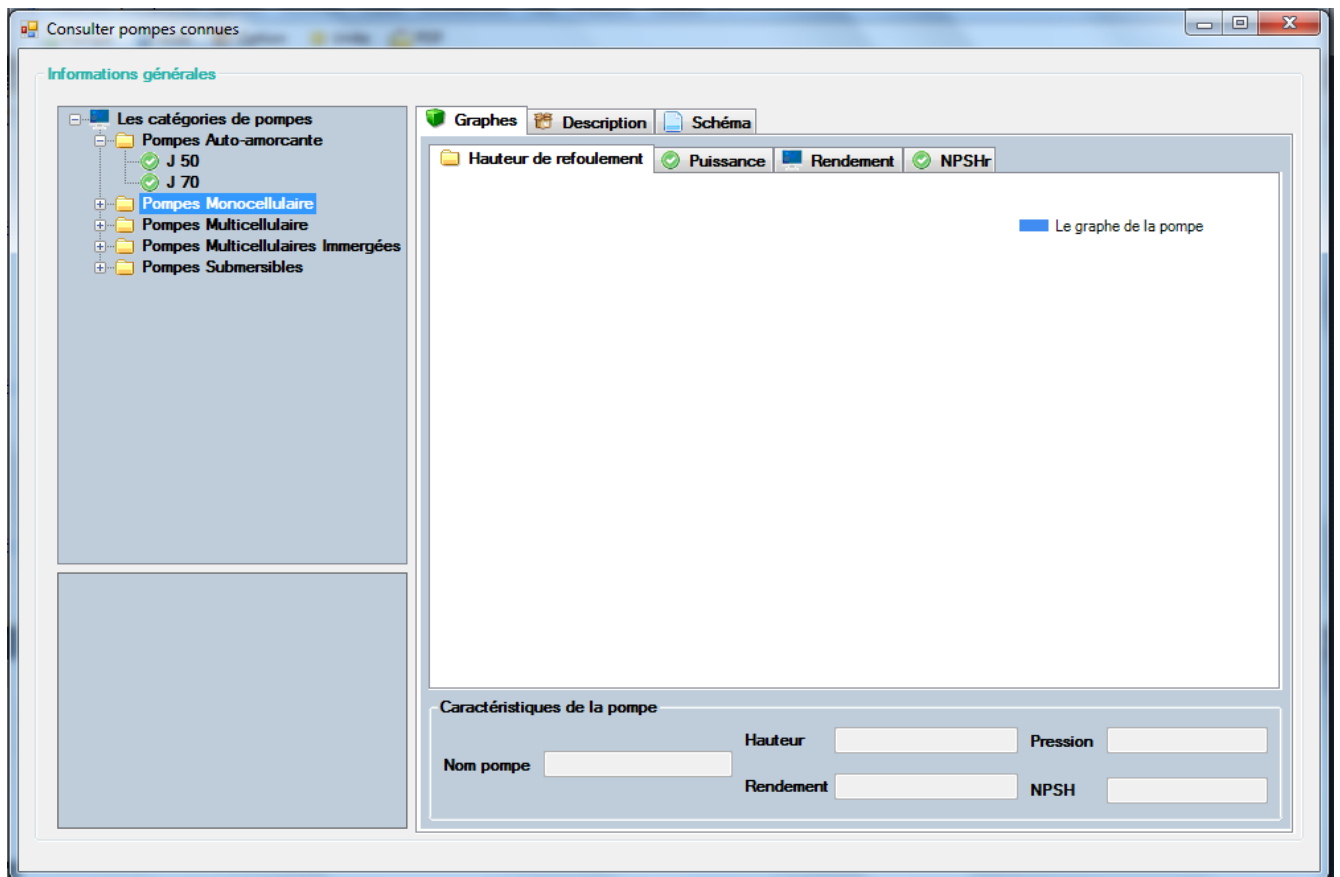 Consulter pompes connues
Informations générales
Les catégories de pompes
Pompes Auto-amorcante
J 50
J 70
Pompes Monocellulaire
Pompes Multicellulaire
Pompes Multicellulaires Immergées
Pompes Submersibles
Graphes Description Schéma
Hauteur de refoulement Puissance Rendement NPSHr
Le graphe de la pompe
Caractéristiques de la pompe
Nom pompe
Hauteur
Pression
Rendement
NPSH